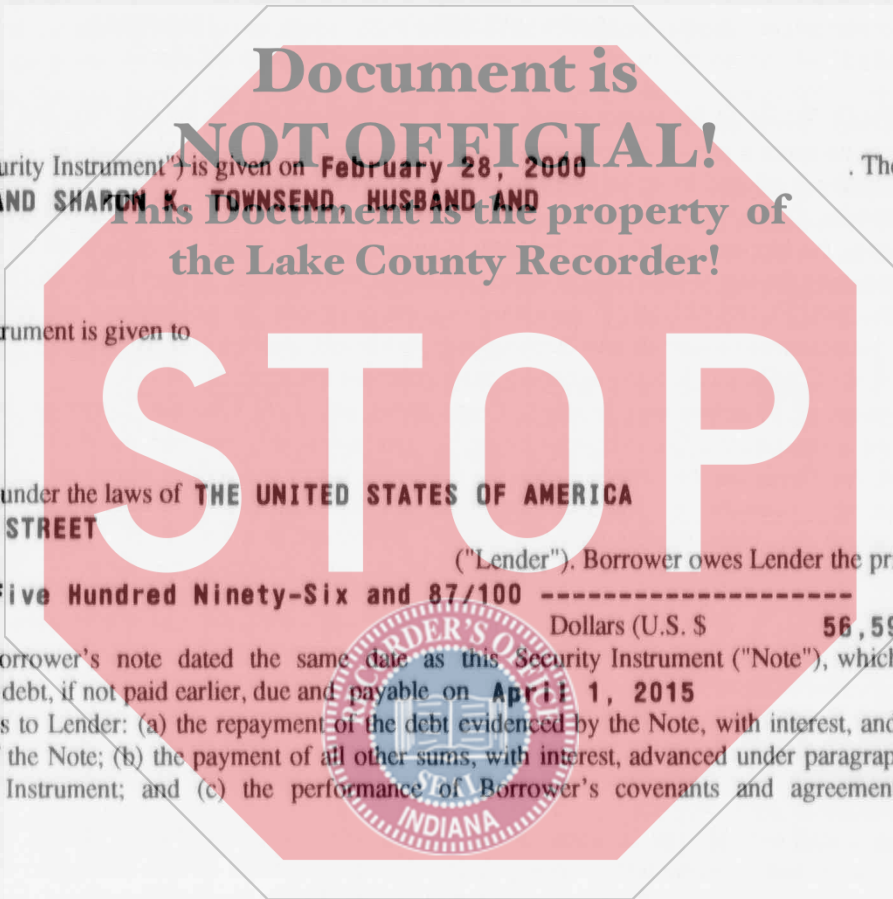 Document is
NOT OFFICIAL!
urity Instrument") is given on February 28, 2000 . The
AND SHARON K. TOWNSEND, HUSBAND AND
This Document is the property of
the Lake County Recorder!
rument is given to
STOP
under the laws of THE UNITED STATES OF AMERICA
STREET
("Lender"). Borrower owes Lender the pri
Five Hundred Ninety-Six and 87/100 --------------------
Dollars (U.S. $ 56,59
orrower's note dated the same date as this Security Instrument ("Note"), which
debt, if not paid earlier, due and payable on April 1, 2015
s to Lender: (a) the repayment of the debt evidenced by the Note, with interest, and
f the Note; (b) the payment of all other sums, with interest, advanced under paragrap
Instrument; and (c) the performance of Borrower's covenants and agreemen
RECORDER'S OFFICE
SEAL
INDIANA